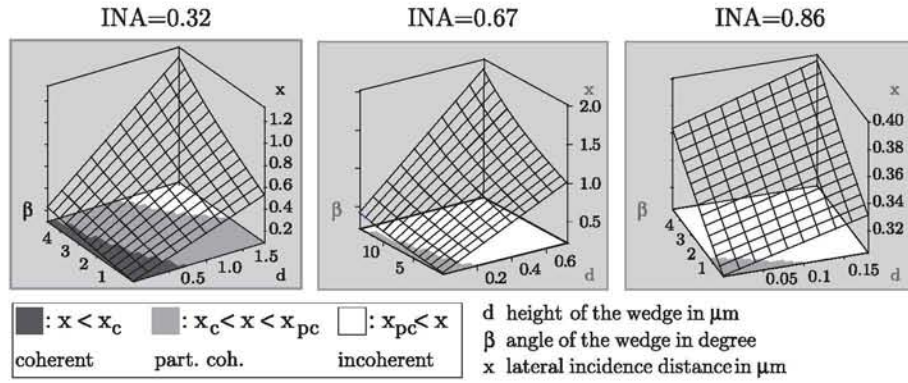 INA=0.32 INA=0.67 INA=0.86
x
1.2
1.0
0.8
0.6
0.4
0.2
β
4
3
2
1
0.5
1.0
1.5
d
x
2.0
1.5
1.0
0.5
β
10
5
0.2
0.4
0.6
d
x
0.40
0.38
0.36
0.34
0.32
β
4
3
2
1
0.05
0.1
0.15
d
: x < x_c : x_c < x < x_pc : x_pc < x
coherent part. coh. incoherent
d height of the wedge in µm
β angle of the wedge in degree
x lateral incidence distance in µm